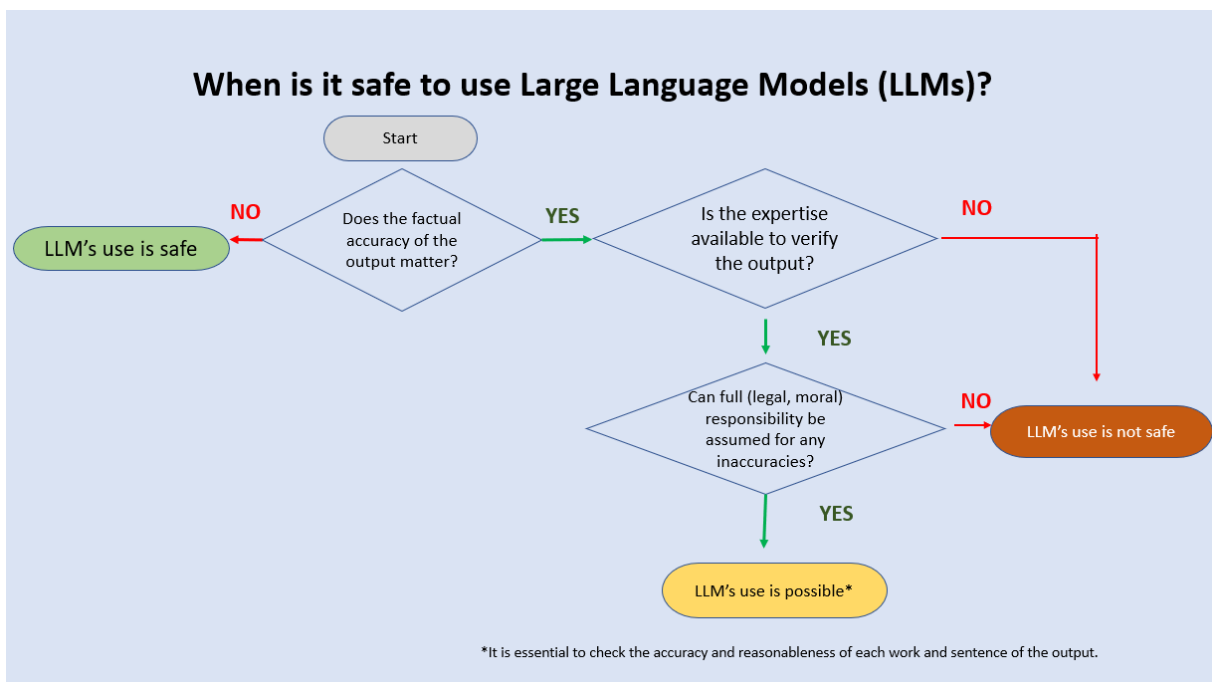 When is it safe to use Large Language Models (LLMs)?
Start
NO
Does the factual
accuracy of the
output matter?
YES
LLM's use is safe
Is the expertise
available to verify
the output?
NO
YES
Can full (legal, moral)
responsibility be
assumed for any
inaccuracies?
NO
LLM's use is not safe
YES
LLM's use is possible*
*It is essential to check the accuracy and reasonableness of each work and sentence of the output.